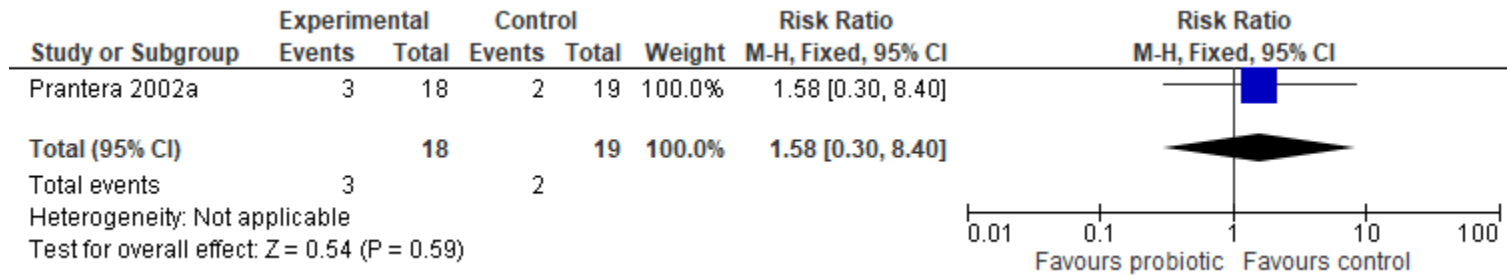 Experimental Control Risk Ratio Risk Ratio
Study or Subgroup Events Total Events Total Weight M-H, Fixed, 95% CI M-H, Fixed, 95% CI
Prantera 2002a 3 18 2 19 100.0% 1.58 [0.30, 8.40]
Total (95% CI) 18 19 100.0% 1.58 [0.30, 8.40]
Total events 3 2
Heterogeneity: Not applicable
Test for overall effect: Z = 0.54 (P = 0.59)
0.01 0.1 1 10 100
Favours probiotic Favours control